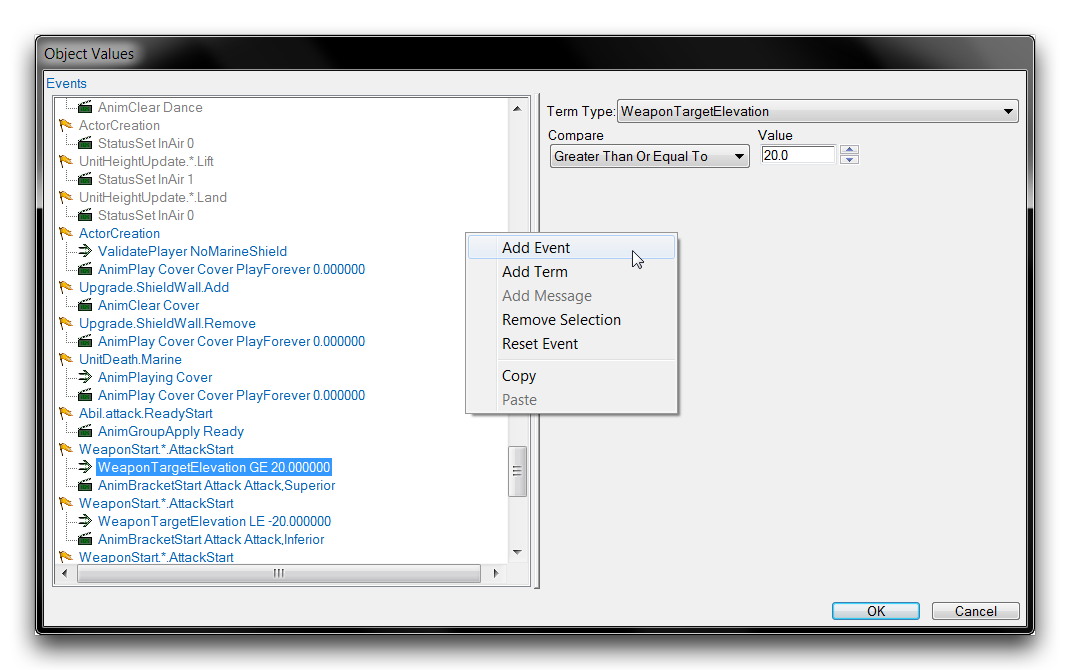 Object Values
Events
AnimClear Dance
ActorCreation
StatusSet InAir 0
UnitHeightUpdate.*.Lift
StatusSet InAir 1
UnitHeightUpdate.*.Land
StatusSet InAir 0
ActorCreation
ValidatePlayer NoMarineShield
AnimPlay Cover Cover PlayForever 0.000000
Upgrade.ShieldWall.Add
AnimClear Cover
Upgrade.ShieldWall.Remove
AnimPlay Cover Cover PlayForever 0.000000
UnitDeath.Marine
AnimPlaying Cover
AnimPlay Cover Cover PlayForever 0.000000
Abil.attack.ReadyStart
AnimGroupApply Ready
WeaponStart.*.AttackStart
WeaponTargetElevation GE 20.000000
AnimBracketStart Attack Attack,Superior
WeaponStart.*.AttackStart
WeaponTargetElevation LE -20.000000
AnimBracketStart Attack Attack,Inferior
WeaponStart.*.AttackStart
Term Type: WeaponTargetElevation
Compare Value
Greater Than Or Equal To 20.0
Add Event
Add Term
Add Message
Remove Selection
Reset Event
Copy
Paste
OK Cancel